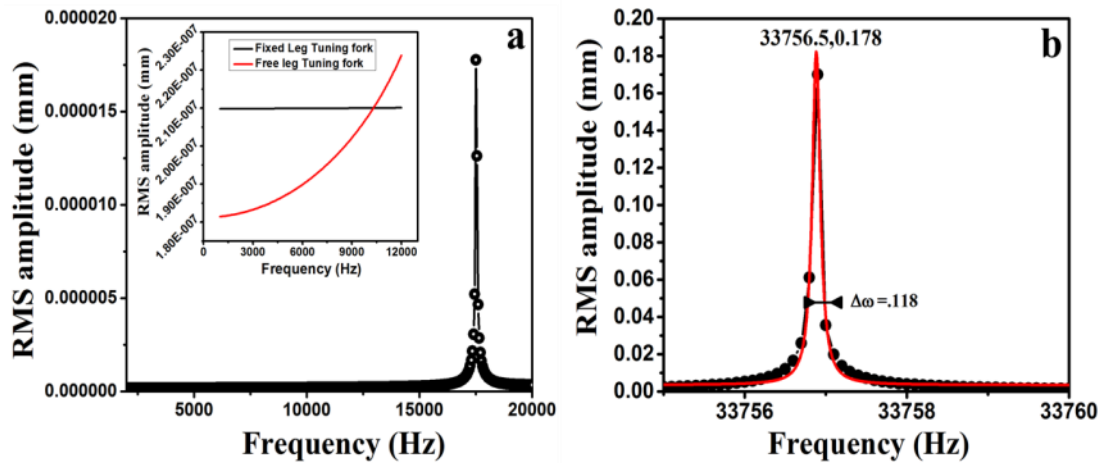 a
RMS amplitude (mm)
0.000020
0.000015
0.000010
0.000005
0.000000
5000
10000
15000
20000
Frequency (Hz)
Fixed Leg Tuning fork
Free leg Tuning fork
RMS amplitude (mm)
2.30E-007
2.20E-007
2.10E-007
2.00E-007
1.90E-007
1.80E-007
0
3000
6000
9000
12000
Frequency (Hz)
b
33756.5,0.178
RMS amplitude (mm)
0.20
0.18
0.16
0.14
0.12
0.10
0.08
0.06
0.04
0.02
0.00
Δω =.118
33756
33758
33760
Frequency (Hz)